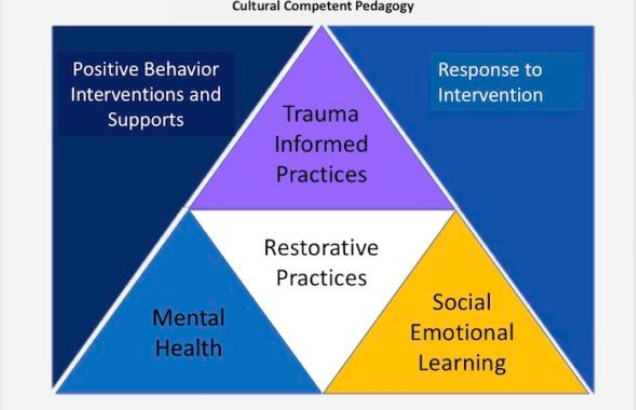 Cultural Competent Pedagogy
Positive Behavior
Interventions and
Supports
Response to
Intervention
Trauma
Informed
Practices
Restorative
Practices
Mental
Health
Social
Emotional
Learning